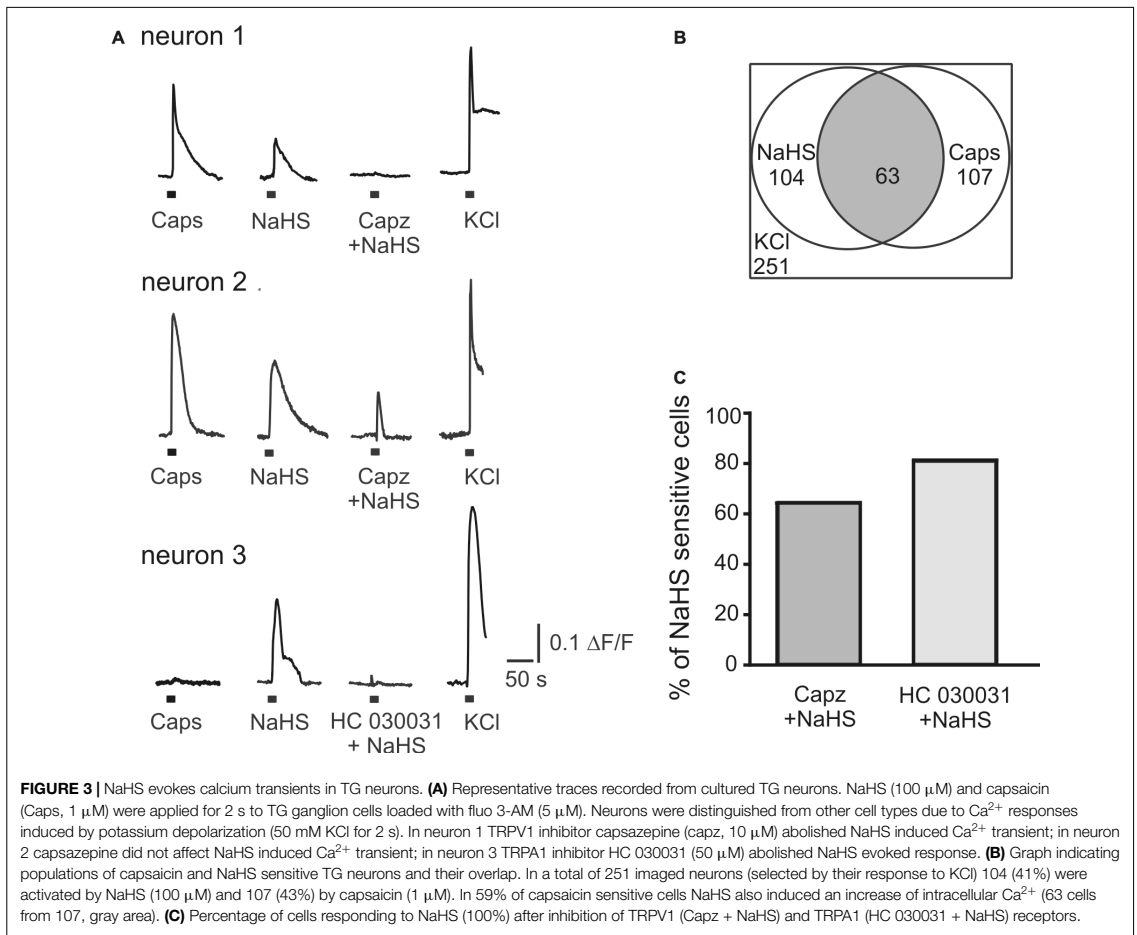 A neuron 1
Caps NaHS Capz
+NaHS KCl
neuron 2 .
Caps NaHS Capz
+NaHS KCl
neuron 3
0.1 ΔF/F
50 s
Caps NaHS HC 030031
+ NaHS KCl
B
NaHS
104
63
Caps
107
KCl
251
C
% of NaHS sensitive cells
100
80
60
40
20
0
Capz
+NaHS
HC 030031
+NaHS
FIGURE 3 | NaHS evokes calcium transients in TG neurons. (A) Representative traces recorded from cultured TG neurons. NaHS (100 μM) and capsaicin
(Caps, 1 μM) were applied for 2 s to TG ganglion cells loaded with fluo 3-AM (5 μM). Neurons were distinguished from other cell types due to Ca²⁺ responses
induced by potassium depolarization (50 mM KCl for 2 s). In neuron 1 TRPV1 inhibitor capsazepine (capz, 10 μM) abolished NaHS induced Ca²⁺ transient; in neuron
2 capsazepine did not affect NaHS induced Ca²⁺ transient; in neuron 3 TRPA1 inhibitor HC 030031 (50 μM) abolished NaHS evoked response. (B) Graph indicating
populations of capsaicin and NaHS sensitive TG neurons and their overlap. In a total of 251 imaged neurons (selected by their response to KCl) 104 (41%) were
activated by NaHS (100 μM) and 107 (43%) by capsaicin (1 μM). In 59% of capsaicin sensitive cells NaHS also induced an increase of intracellular Ca²⁺ (63 cells
from 107, gray area). (C) Percentage of cells responding to NaHS (100%) after inhibition of TRPV1 (Capz + NaHS) and TRPA1 (HC 030031 + NaHS) receptors.